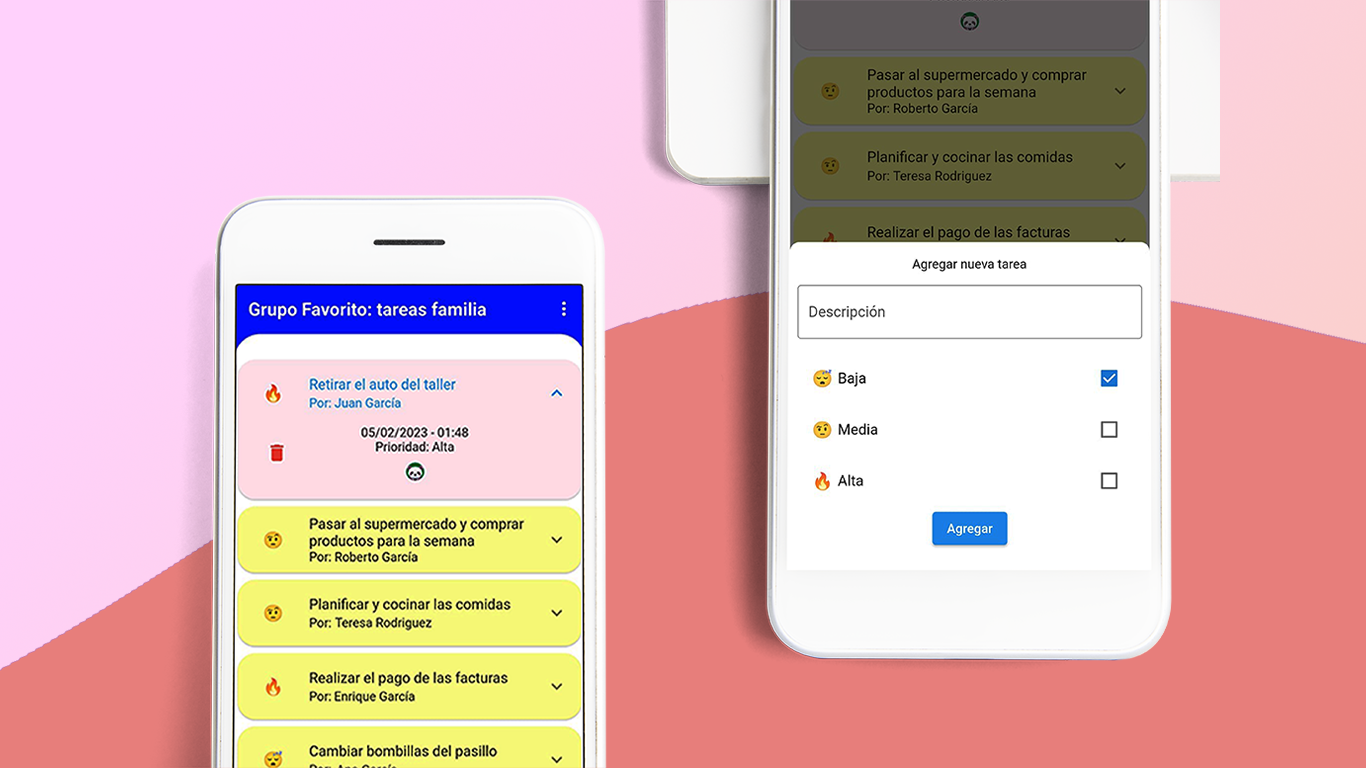 Grupo Favorito: tareas familia
Retirar el auto del taller
Por: Juan García
05/02/2023 - 01:48
Prioridad: Alta
Pasar al supermercado y comprar
productos para la semana
Por: Roberto García
Planificar y cocinar las comidas
Por: Teresa Rodriguez
Realizar el pago de las facturas
Por: Enrique García
Cambiar bombillas del pasillo
Por: Ana García
Pasar al supermercado y comprar
productos para la semana
Por: Roberto García
Planificar y cocinar las comidas
Por: Teresa Rodriguez
Realizar el pago de las facturas
Agregar nueva tarea
Descripción
Baja
Media
Alta
Agregar